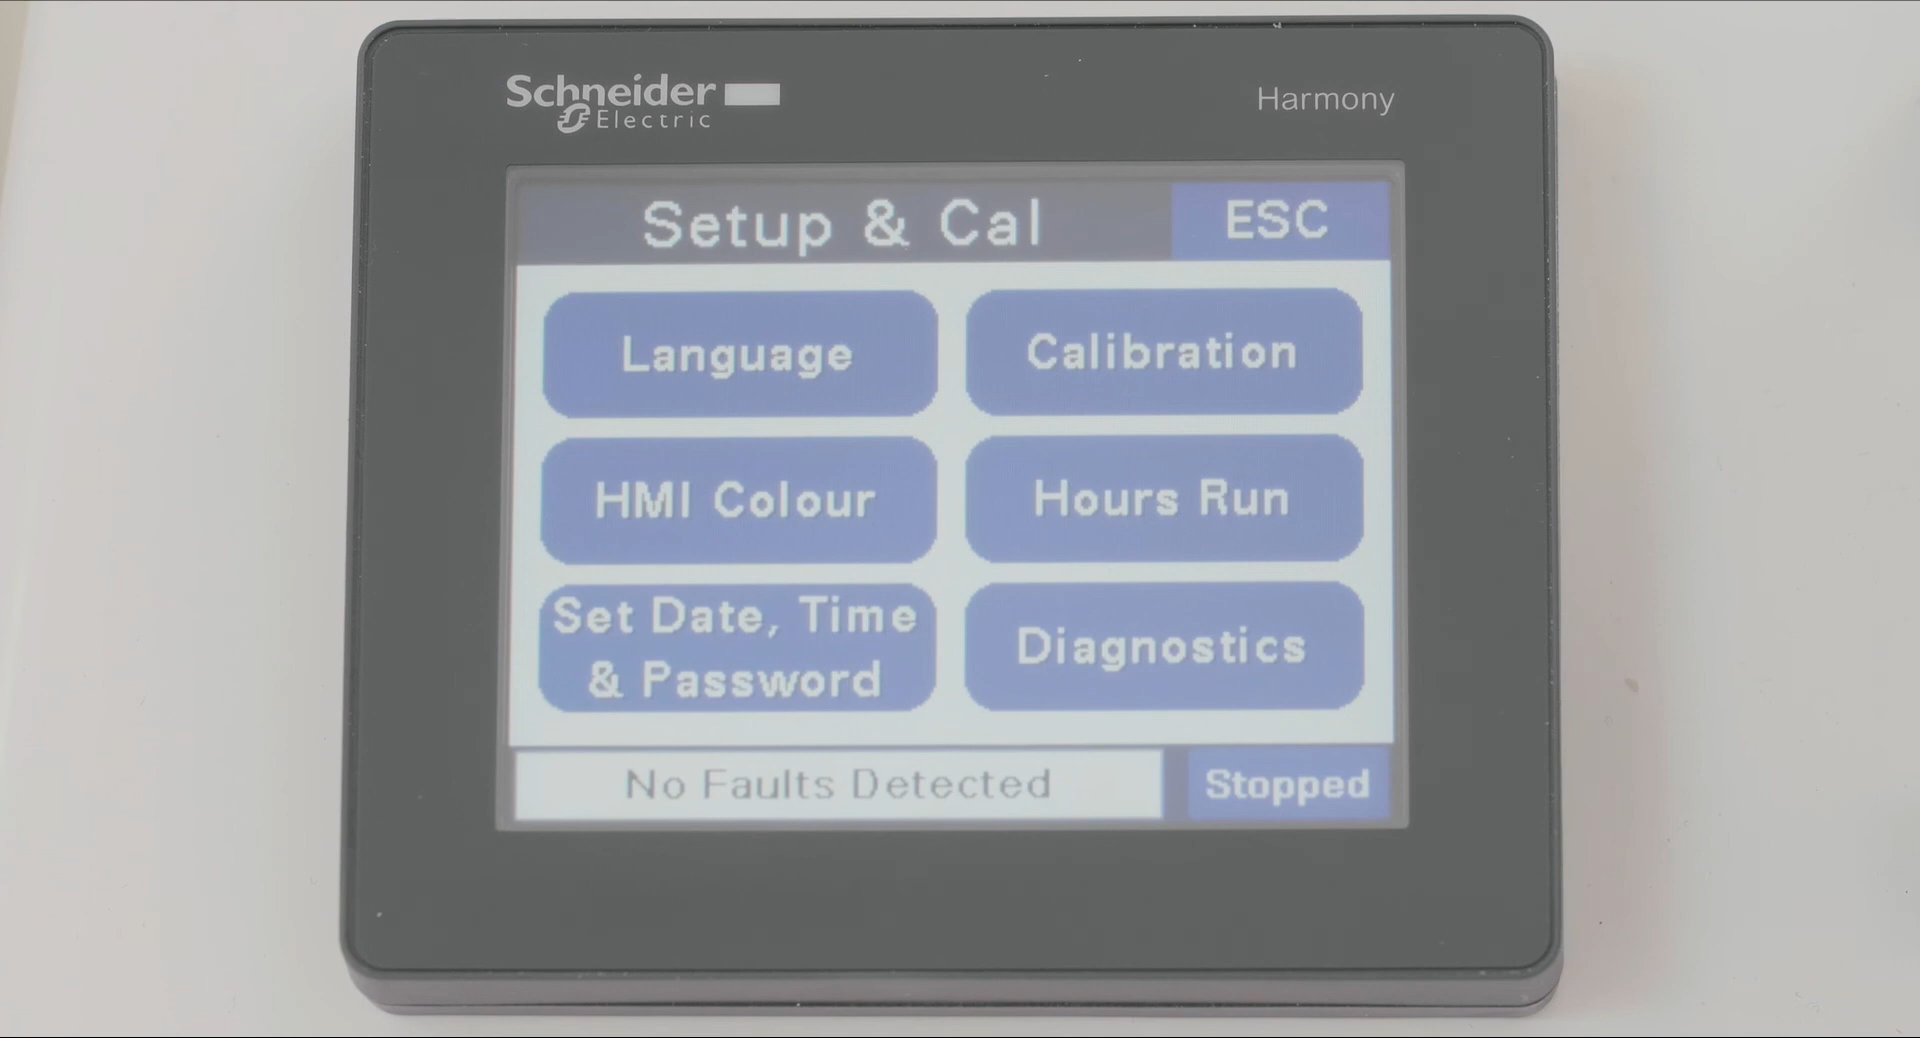 Schneider
Electric
Harmony
Setup & Cal
ESC
Language
Calibration
HMI Colour
Hours Run
Set Date, Time
& Password
Diagnostics
No Faults Detected
Stopped